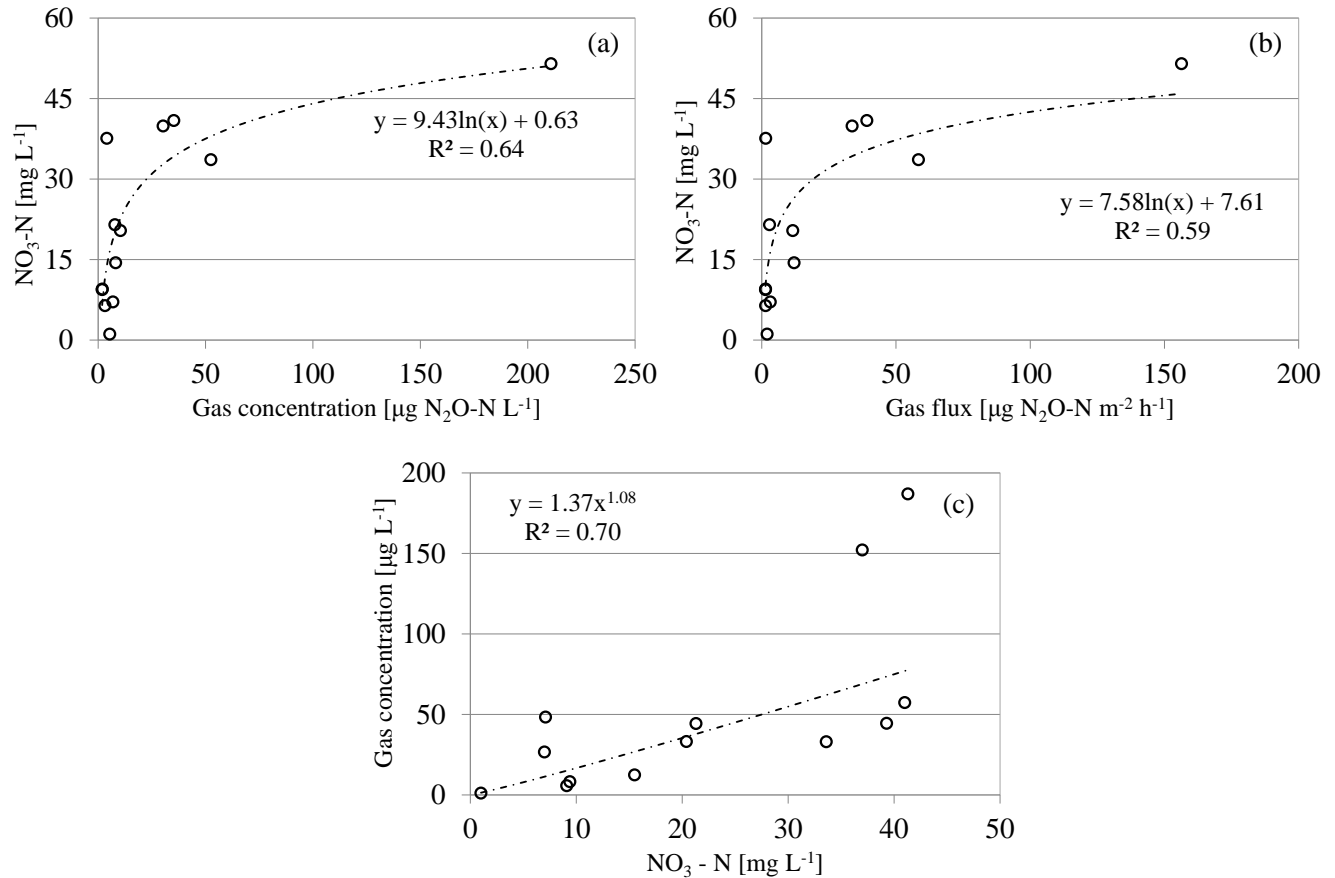 (a)
60
45
30
15
0
NO₃-N [mg L⁻¹]
y = 9.43ln(x) + 0.63
R² = 0.64
0 50 100 150 200 250
Gas concentration [μg N₂O-N L⁻¹]
(b)
60
45
30
15
0
NO₃-N [mg L⁻¹]
y = 7.58ln(x) + 7.61
R² = 0.59
0 50 100 150 200
Gas flux [μg N₂O-N m⁻² h⁻¹]
(c)
200
150
100
50
0
Gas concentration [μg L⁻¹]
y = 1.37x¹·⁰⁸
R² = 0.70
0 10 20 30 40 50
NO₃ - N [mg L⁻¹]